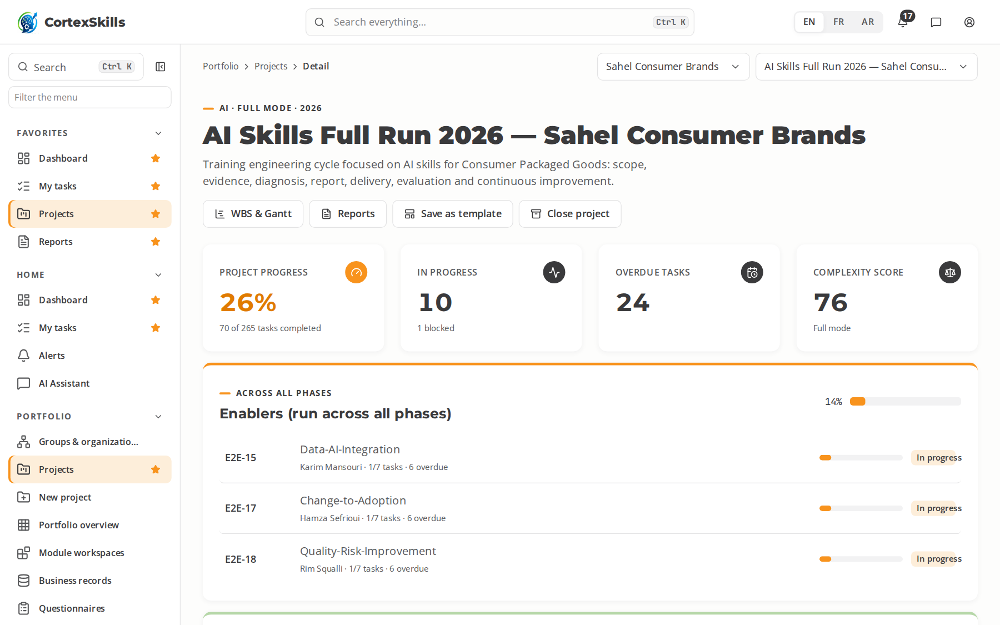 CortexSkills
Search everything...
Ctrl K
EN FR AR
17
Search
Ctrl K
Filter the menu
FAVORITES
Dashboard
My tasks
Projects
Reports
HOME
Dashboard
My tasks
Alerts
AI Assistant
PORTFOLIO
Groups & organizatio...
Projects
New project
Portfolio overview
Module workspaces
Business records
Questionnaires
Portfolio > Projects > Detail
Sahel Consumer Brands
AI Skills Full Run 2026 — Sahel Consu...
AI · FULL MODE · 2026
AI Skills Full Run 2026 — Sahel Consumer Brands
Training engineering cycle focused on AI skills for Consumer Packaged Goods: scope,
evidence, diagnosis, report, delivery, evaluation and continuous improvement.
WBS & Gantt
Reports
Save as template
Close project
PROJECT PROGRESS
26%
70 of 265 tasks completed
IN PROGRESS
10
1 blocked
OVERDUE TASKS
24
COMPLEXITY SCORE
76
Full mode
ACROSS ALL PHASES
Enablers (run across all phases)
14%
E2E-15
Data-AI-Integration
Karim Mansouri · 1/7 tasks · 6 overdue
In progress
E2E-17
Change-to-Adoption
Hamza Sefrioui · 1/7 tasks · 6 overdue
In progress
E2E-18
Quality-Risk-Improvement
Rim Squalli · 1/7 tasks · 6 overdue
In progress